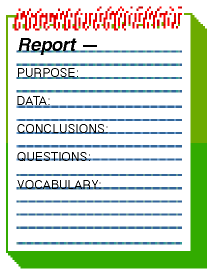 Report —
PURPOSE:
DATA:
CONCLUSIONS:
QUESTIONS:
VOCABULARY: